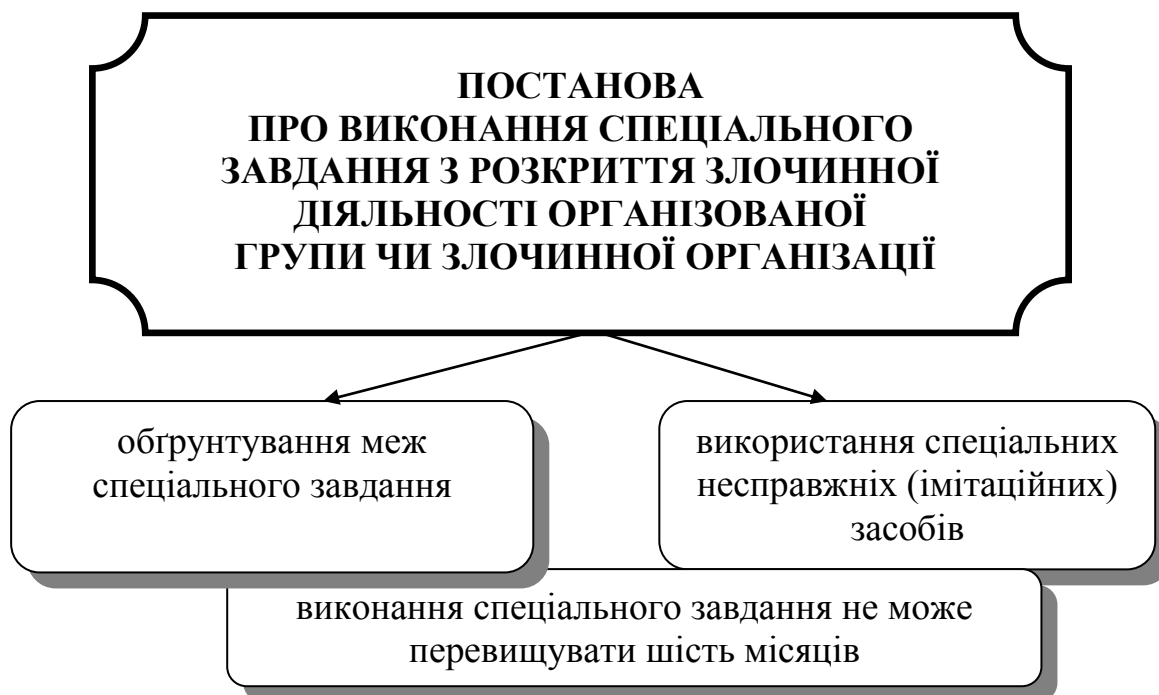 ПОСТАНОВА
ПРО ВИКОНАННЯ СПЕЦІАЛЬНОГО
ЗАВДАННЯ З РОЗКРИТТЯ ЗЛОЧИННОЇ
ДІЯЛЬНОСТІ ОРГАНІЗОВАНОЇ
ГРУПИ ЧИ ЗЛОЧИННОЇ ОРГАНІЗАЦІЇ
обґрунтування меж
спеціального завдання
використання спеціальних
несправжніх (імітаційних)
засобів
виконання спеціального завдання не може
перевищувати шість місяців